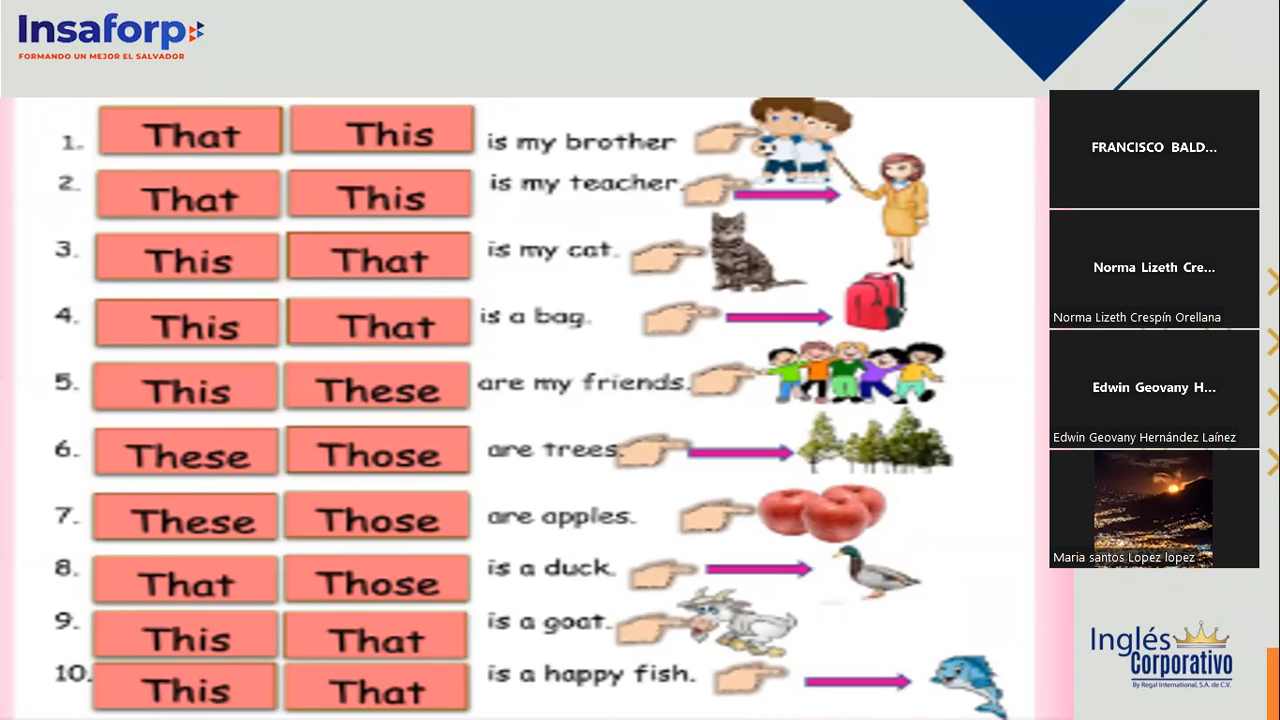 Insaforp
FORMANDO UN MEJOR EL SALVADOR
1. That This is my brother
2. That This is my teacher.
3. This That is my cat.
4. This That is a bag.
5. This These are my friends.
6. These Those are trees.
7. These Those are apples.
8. That Those is a duck.
9. This That is a goat.
10. This That is a happy fish.
FRANCISCO BALD...
Norma Lizeth Cre...
Norma Lizeth Crespín Orellana
Edwin Geovany H...
Edwin Geovany Hernández Laínez
Maria santos Lopez lopez
Inglés
Corporativo
By Regal International, S.A. de C.V.